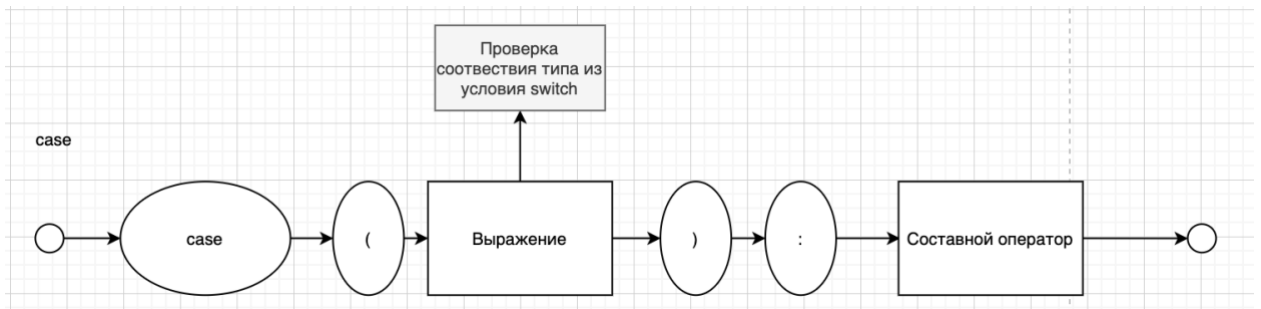 Проверка
соотвествия типа из
условия switch
case
case
(
Выражение
)
:
Составной оператор